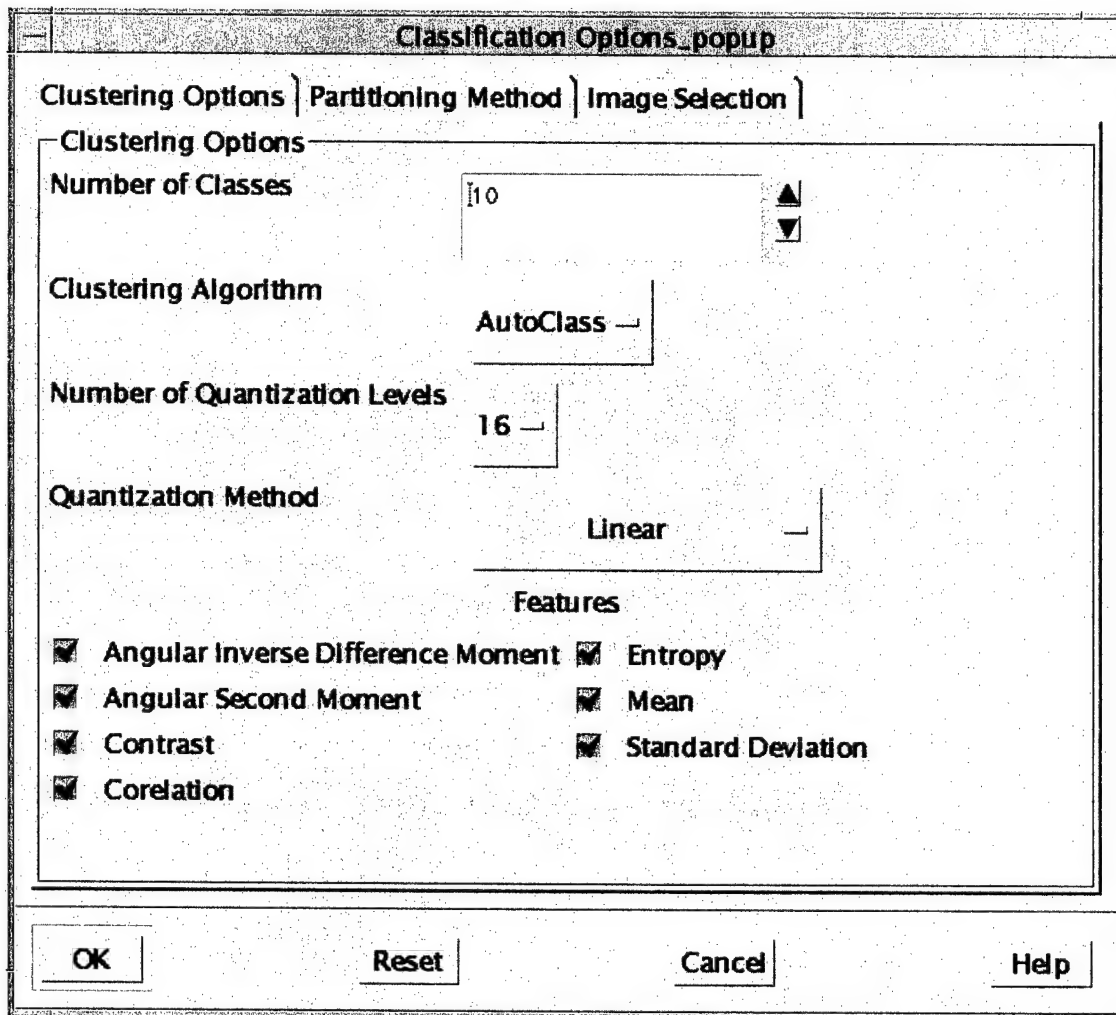 Classification Options_popup
Clustering Options Partitioning Method Image Selection
Clustering Options
Number of Classes 10
Clustering Algorithm AutoClass
Number of Quantization Levels 16
Quantization Method Linear
Features
Angular Inverse Difference Moment Entropy
Angular Second Moment Mean
Contrast Standard Deviation
Corelation
OK Reset Cancel Help